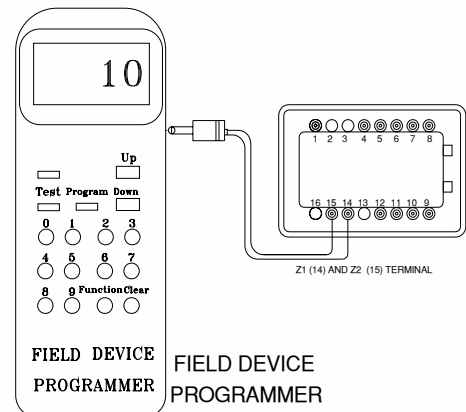 10
Up
Test Program Down
0 1 2 3
4 5 6 7
8 9 Function Clear
FIELD DEVICE
PROGRAMMER
FIELD DEVICE
PROGRAMMER
1 2 3 4 5 6 7 8
16 15 14 13 12 11 10 9
Z1 (14) AND Z2 (15) TERMINAL